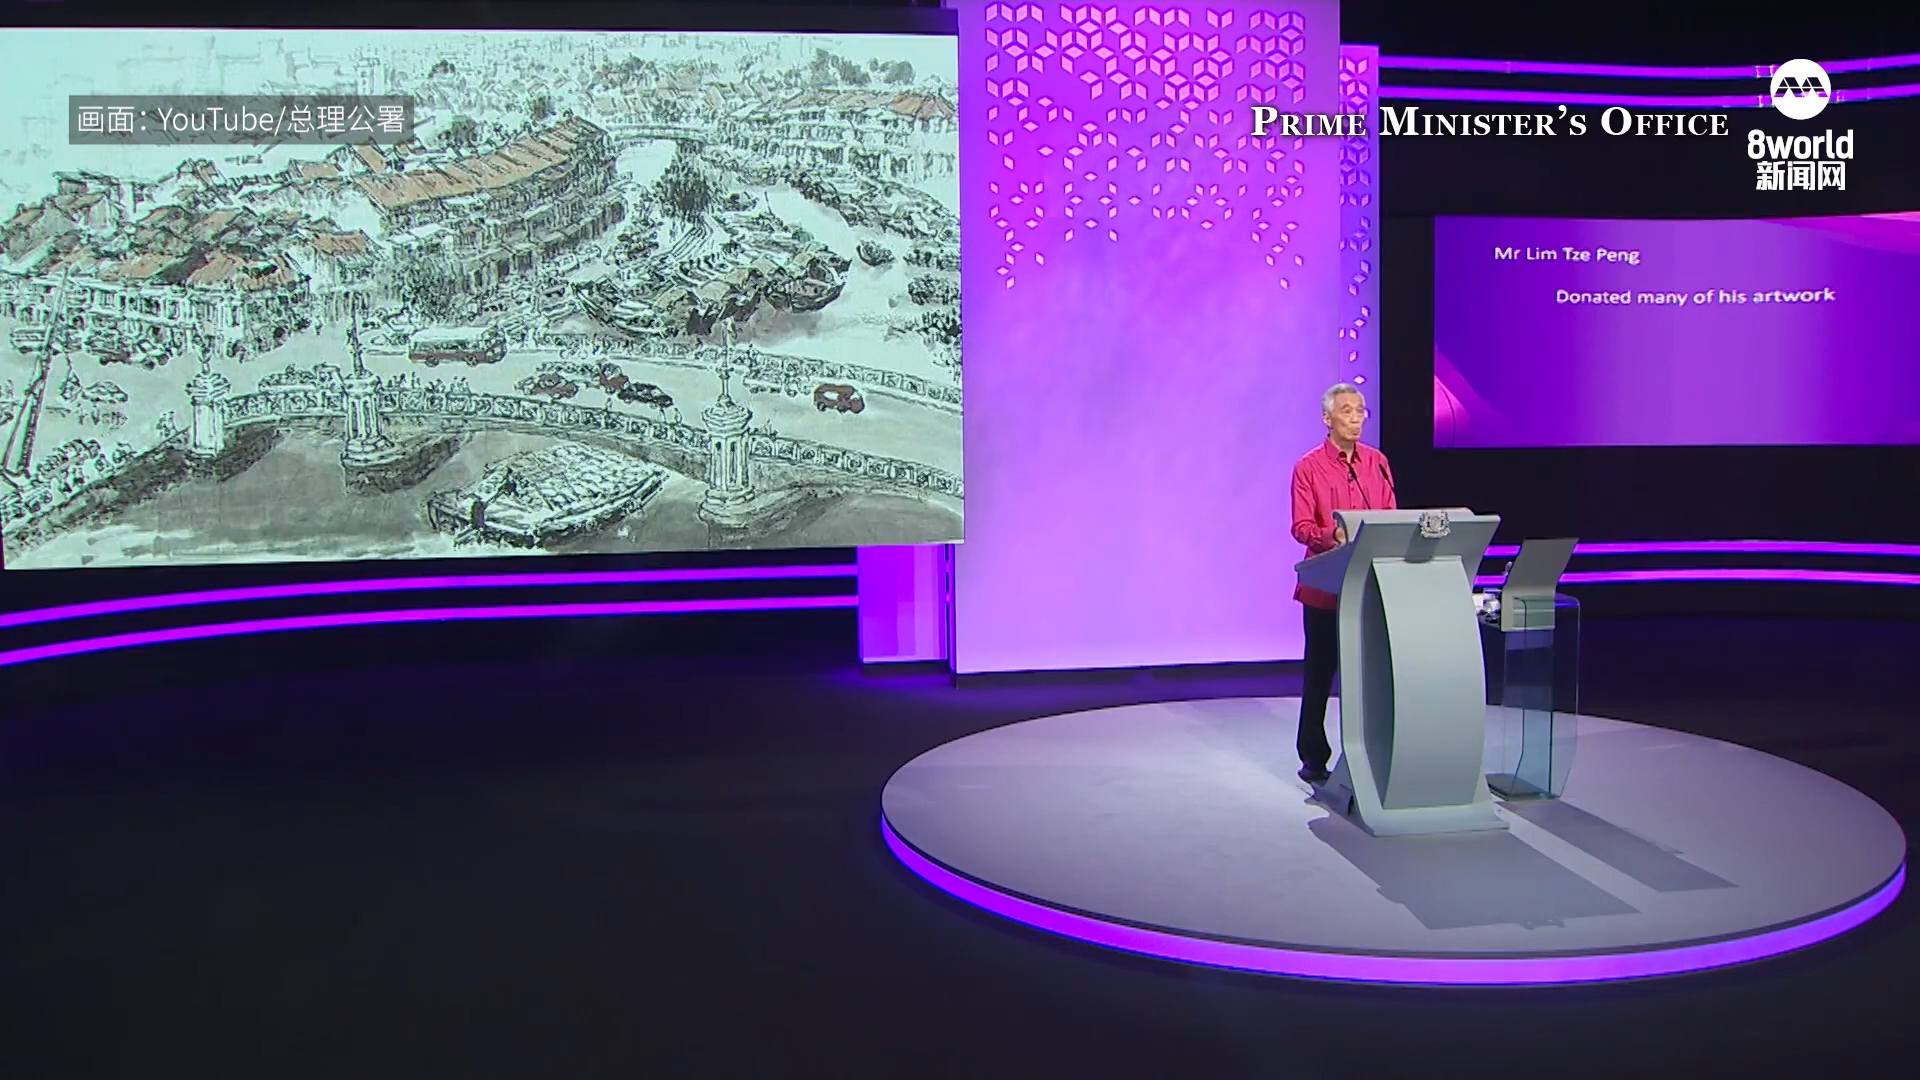 画面：YouTube/总理公署
PRIME MINISTER'S OFFICE
8world
新闻网
Mr Lim Tze Peng
Donated many of his artwork